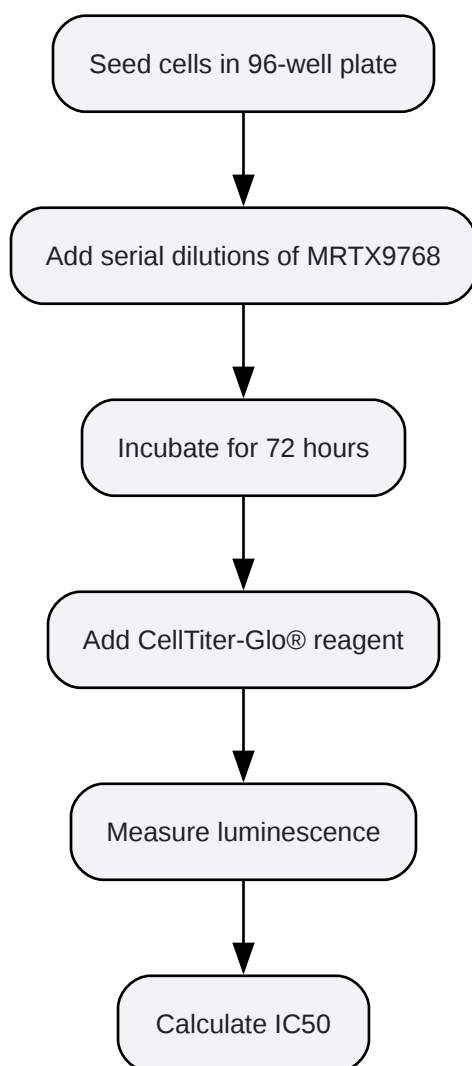 Seed cells in 96-well plate
Add serial dilutions of MRTX9768
Incubate for 72 hours
Add CellTiter-Glo® reagent
Measure luminescence
Calculate IC50